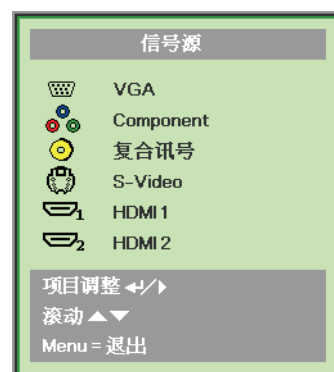 信号源
VGA
Component
复合讯号
S-Video
HDMI 1
HDMI 2
项目调整 ↵/▶
滚动 ▲▼
Menu = 退出